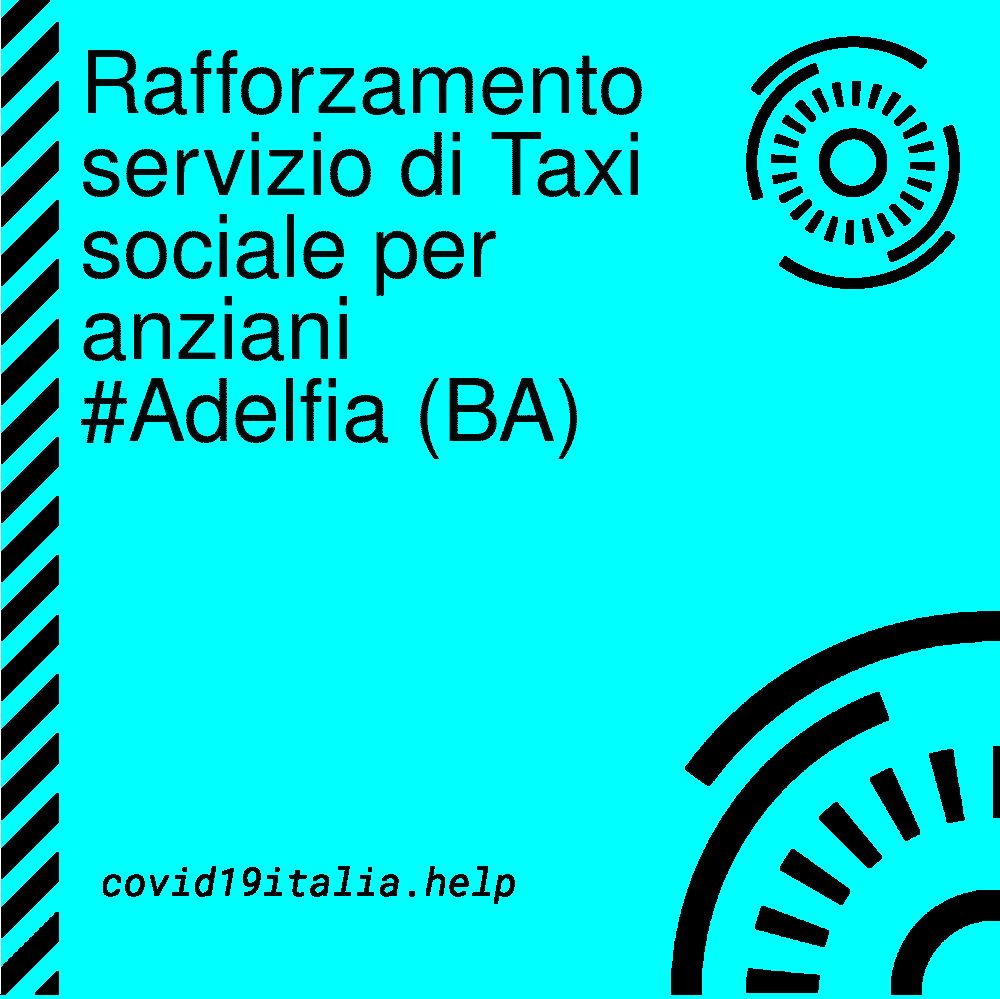 Rafforzamento
servizio di Taxi
sociale per
anziani
#Adelfia (BA)
covid19italia.help